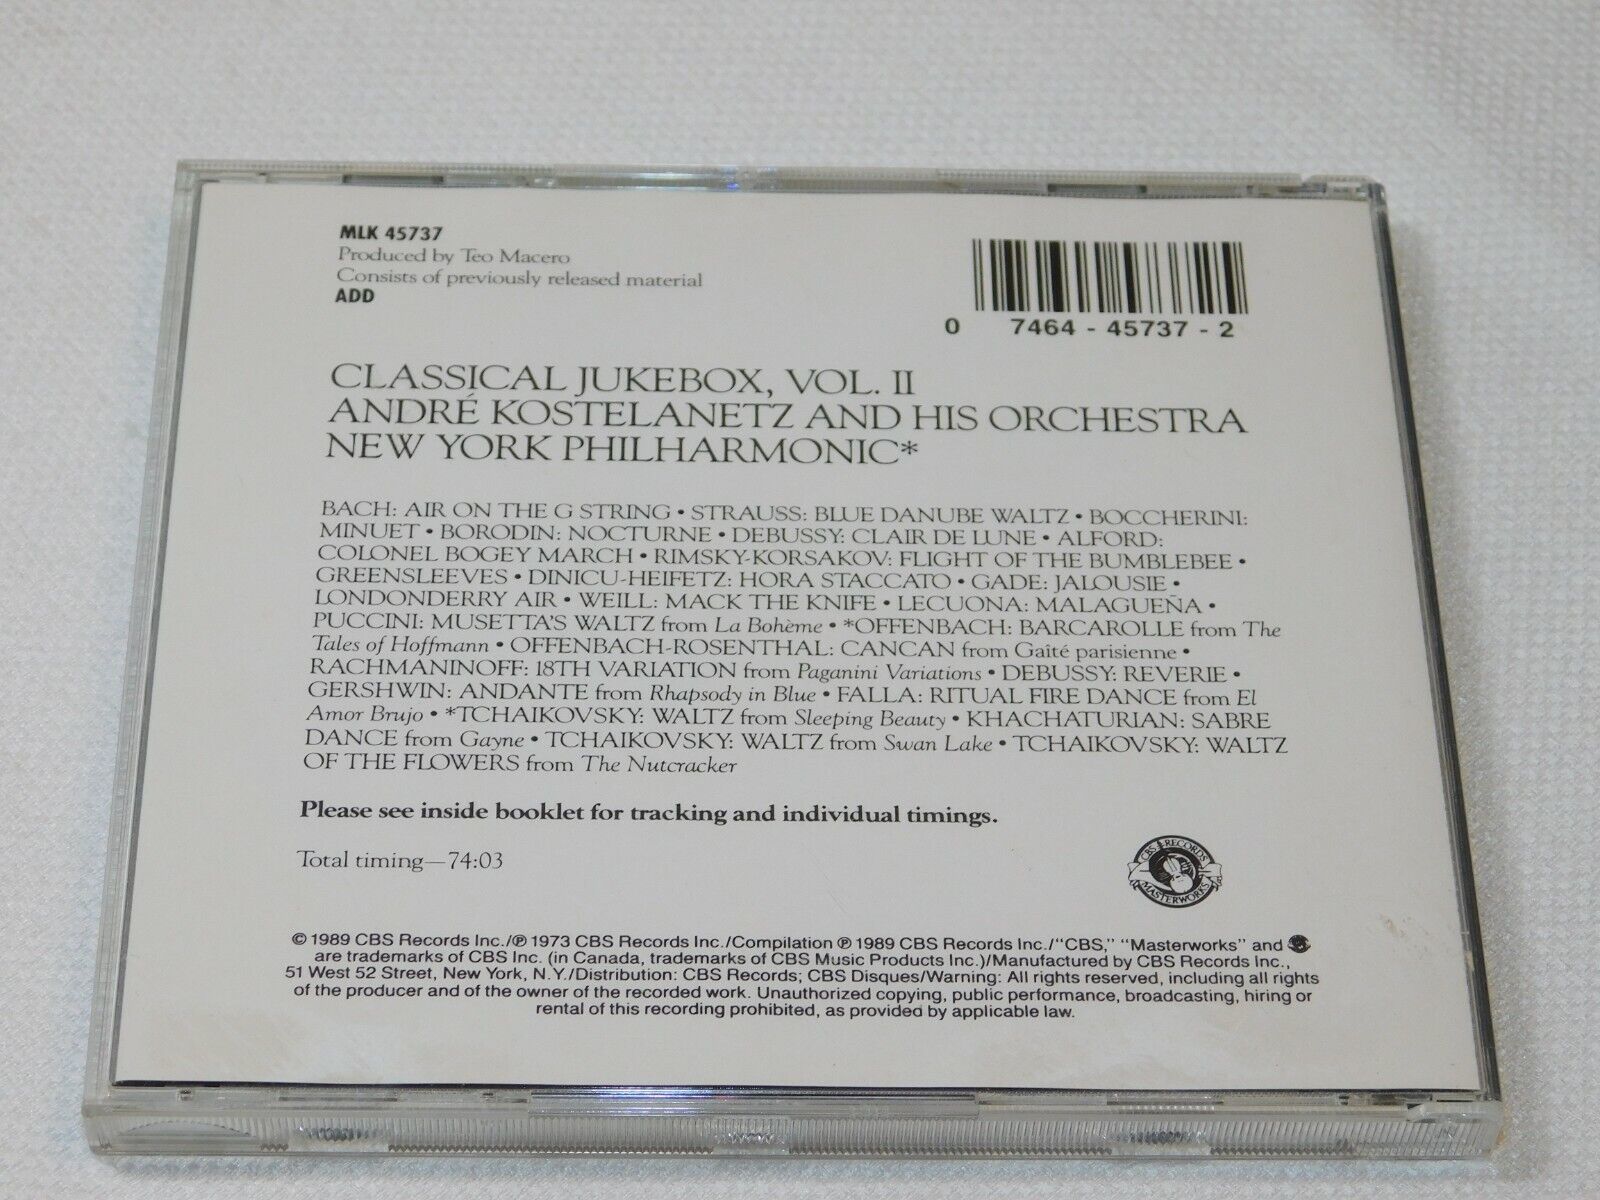 MLK 45737
Produced by Teo Macero
Consists of previously released material
ADD
0 7464 - 45737 - 2
CLASSICAL JUKEBOX, VOL. II
ANDRÉ KOSTELANETZ AND HIS ORCHESTRA
NEW YORK PHILHARMONIC*
BACH: AIR ON THE G STRING • STRAUSS: BLUE DANUBE WALTZ • BOCCHERINI:
MINUET • BORODIN: NOCTURNE • DEBUSSY: CLAIR DE LUNE • ALFORD:
COLONEL BOGEY MARCH • RIMSKY-KORSAKOV: FLIGHT OF THE BUMBLEBEE •
GREENSLEEVES • DINICU-HEIFETZ: HORA STACCATO • GADE: JALOUSIE •
LONDONDERRY AIR • WEILL: MACK THE KNIFE • LECUONA: MALAGUEÑA •
PUCCINI: MUSETTA'S WALTZ from La Bohème • *OFFENBACH: BARCAROLLE from The
Tales of Hoffmann • OFFENBACH-ROSENTHAL: CANCAN from Gaîté parisienne •
RACHMANINOFF: 18TH VARIATION from Paganini Variations • DEBUSSY: REVERIE •
GERSHWIN: ANDANTE from Rhapsody in Blue • FALLA: RITUAL FIRE DANCE from El
Amor Brujo • *TCHAIKOVSKY: WALTZ from Sleeping Beauty • KHACHATURIAN: SABRE
DANCE from Gayne • TCHAIKOVSKY: WALTZ from Swan Lake • TCHAIKOVSKY: WALTZ
OF THE FLOWERS from The Nutcracker
Please see inside booklet for tracking and individual timings.
Total timing—74:03
CBS RECORDS
MASTERWORKS
© 1989 CBS Records Inc./℗ 1973 CBS Records Inc./Compilation ℗ 1989 CBS Records Inc./"CBS," "Masterworks" and
are trademarks of CBS Inc. (in Canada, trademarks of CBS Music Products Inc.)/Manufactured by CBS Records Inc.,
51 West 52 Street, New York, N.Y./Distribution: CBS Records; CBS Disques/Warning: All rights reserved, including all rights
of the producer and of the owner of the recorded work. Unauthorized copying, public performance, broadcasting, hiring or
rental of this recording prohibited, as provided by applicable law.